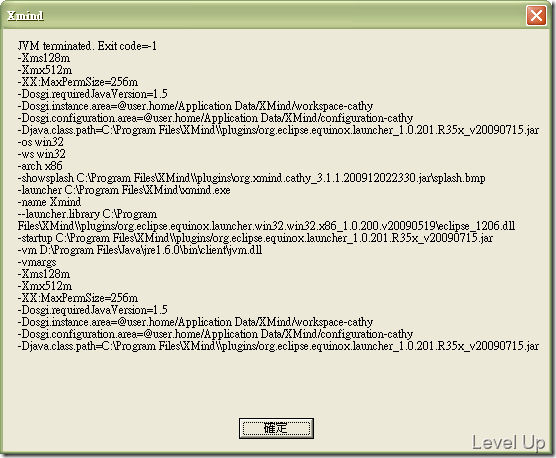 Xmind
JVM terminated. Exit code=-1
-Xms128m
-Xmx512m
-XX:MaxPermSize=256m
-Dosgi.requiredJavaVersion=1.5
-Dosgi.instance.area=@user.home/Application Data/XMind/workspace-cathy
-Dosgi.configuration.area=@user.home/Application Data/XMind/configuration-cathy
-Djava.class.path=C:\Program Files\XMind\\plugins/org.eclipse.equinox.launcher_1.0.201.R35x_v20090715.jar
-os win32
-ws win32
-arch x86
-showsplash C:\Program Files\XMind\\plugins\org.xmind.cathy_3.1.1.200912022330.jar\splash.bmp
-launcher C:\Program Files\XMind\xmind.exe
-name Xmind
--launcher.library C:\Program
Files\XMind\\plugins/org.eclipse.equinox.launcher.win32.win32.x86_1.0.200.v20090519\eclipse_1206.dll
-startup C:\Program Files\XMind\\plugins/org.eclipse.equinox.launcher_1.0.201.R35x_v20090715.jar
-vm D:\Program Files\Java\jre1.6.0\bin\client\jvm.dll
-vmargs
-Xms128m
-Xmx512m
-XX:MaxPermSize=256m
-Dosgi.requiredJavaVersion=1.5
-Dosgi.instance.area=@user.home/Application Data/XMind/workspace-cathy
-Dosgi.configuration.area=@user.home/Application Data/XMind/configuration-cathy
-Djava.class.path=C:\Program Files\XMind\\plugins/org.eclipse.equinox.launcher_1.0.201.R35x_v20090715.jar
確定
Level Up